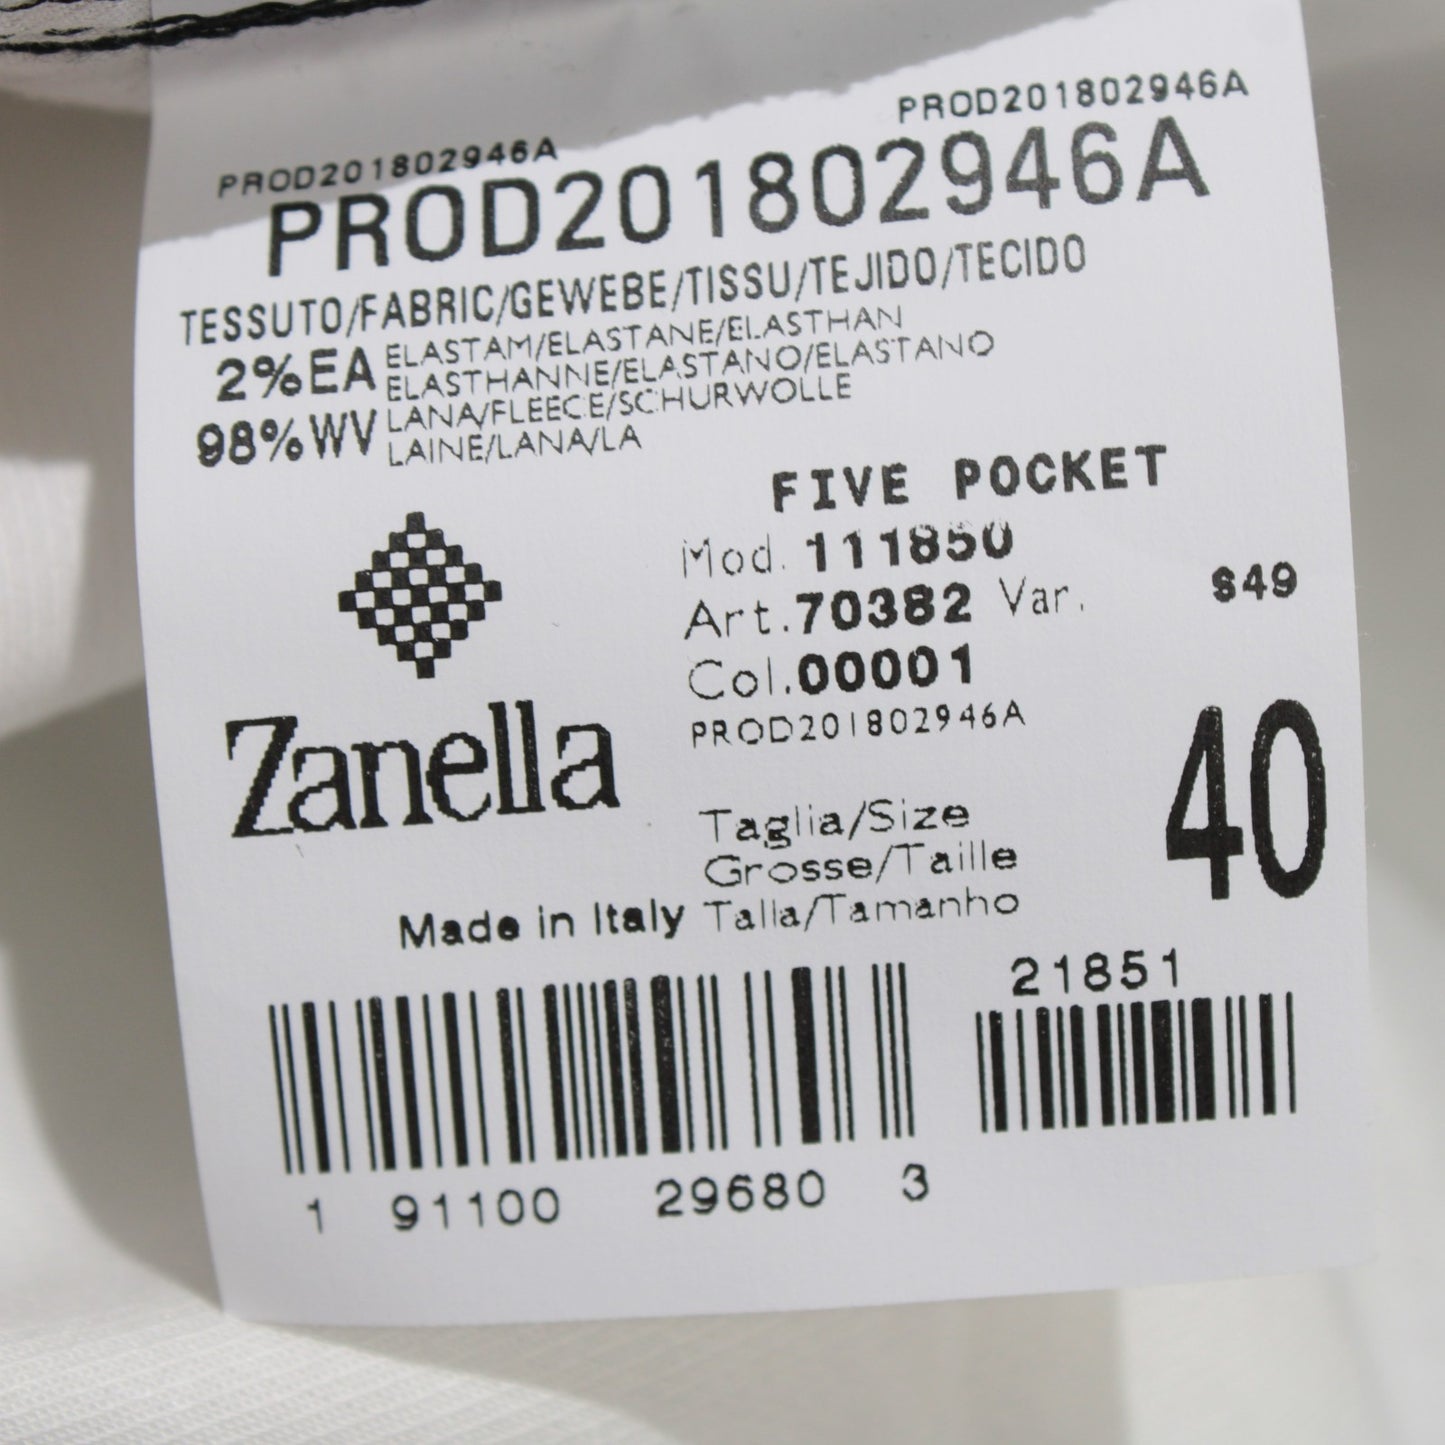 PROD201802946A
PROD201802946A
PROD201802946A
TESSUTO/FABRIC/GEWEBE/TISSU/TEJIDO/TECIDO
2%EA ELASTAM/ELASTANE/ELASTHAN
ELASTHANNE/ELASTANO/ELASTANO
98%WV LANA/FLEECE/SCHURWOLLE
LAINE/LANA/LA
FIVE POCKET
Mod. 111850
Art.70382 Var. S49
Col.00001
PROD201802946A
Zanella
40
Taglia/Size
Grosse/Taille
Made in Italy Talla/Tamanho
21851
1 91100 29680 3